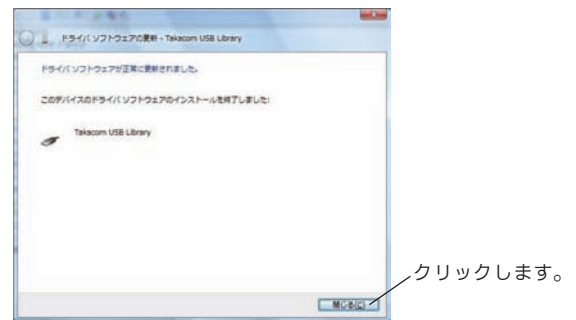 ドライバ ソフトウェアの更新 - Takacom USB Library
ドライバ ソフトウェアが正常に更新されました。
このデバイスのドライバ ソフトウェアのインストールを終了しました:
Takacom USB Library
クリックします。
閉じる(C)